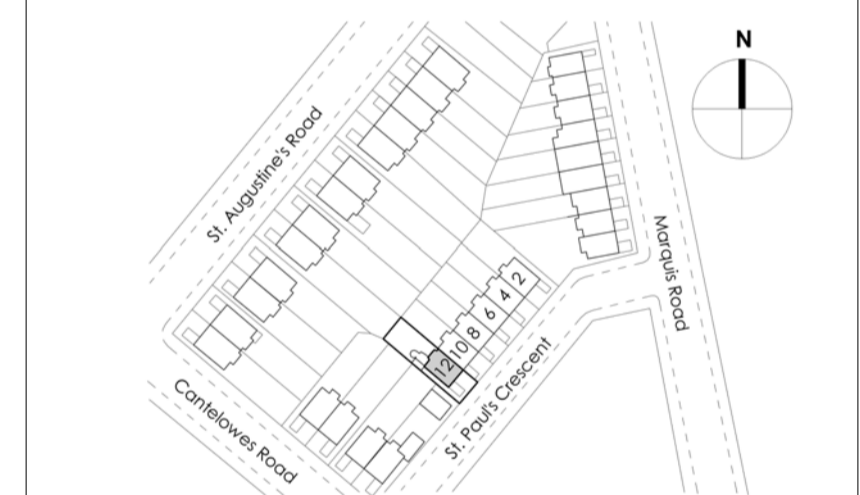 N
St. Augustine's Road
Marquis Road
2
4
6
8
10
12
St. Paul's Crescent
Cantelowes Road